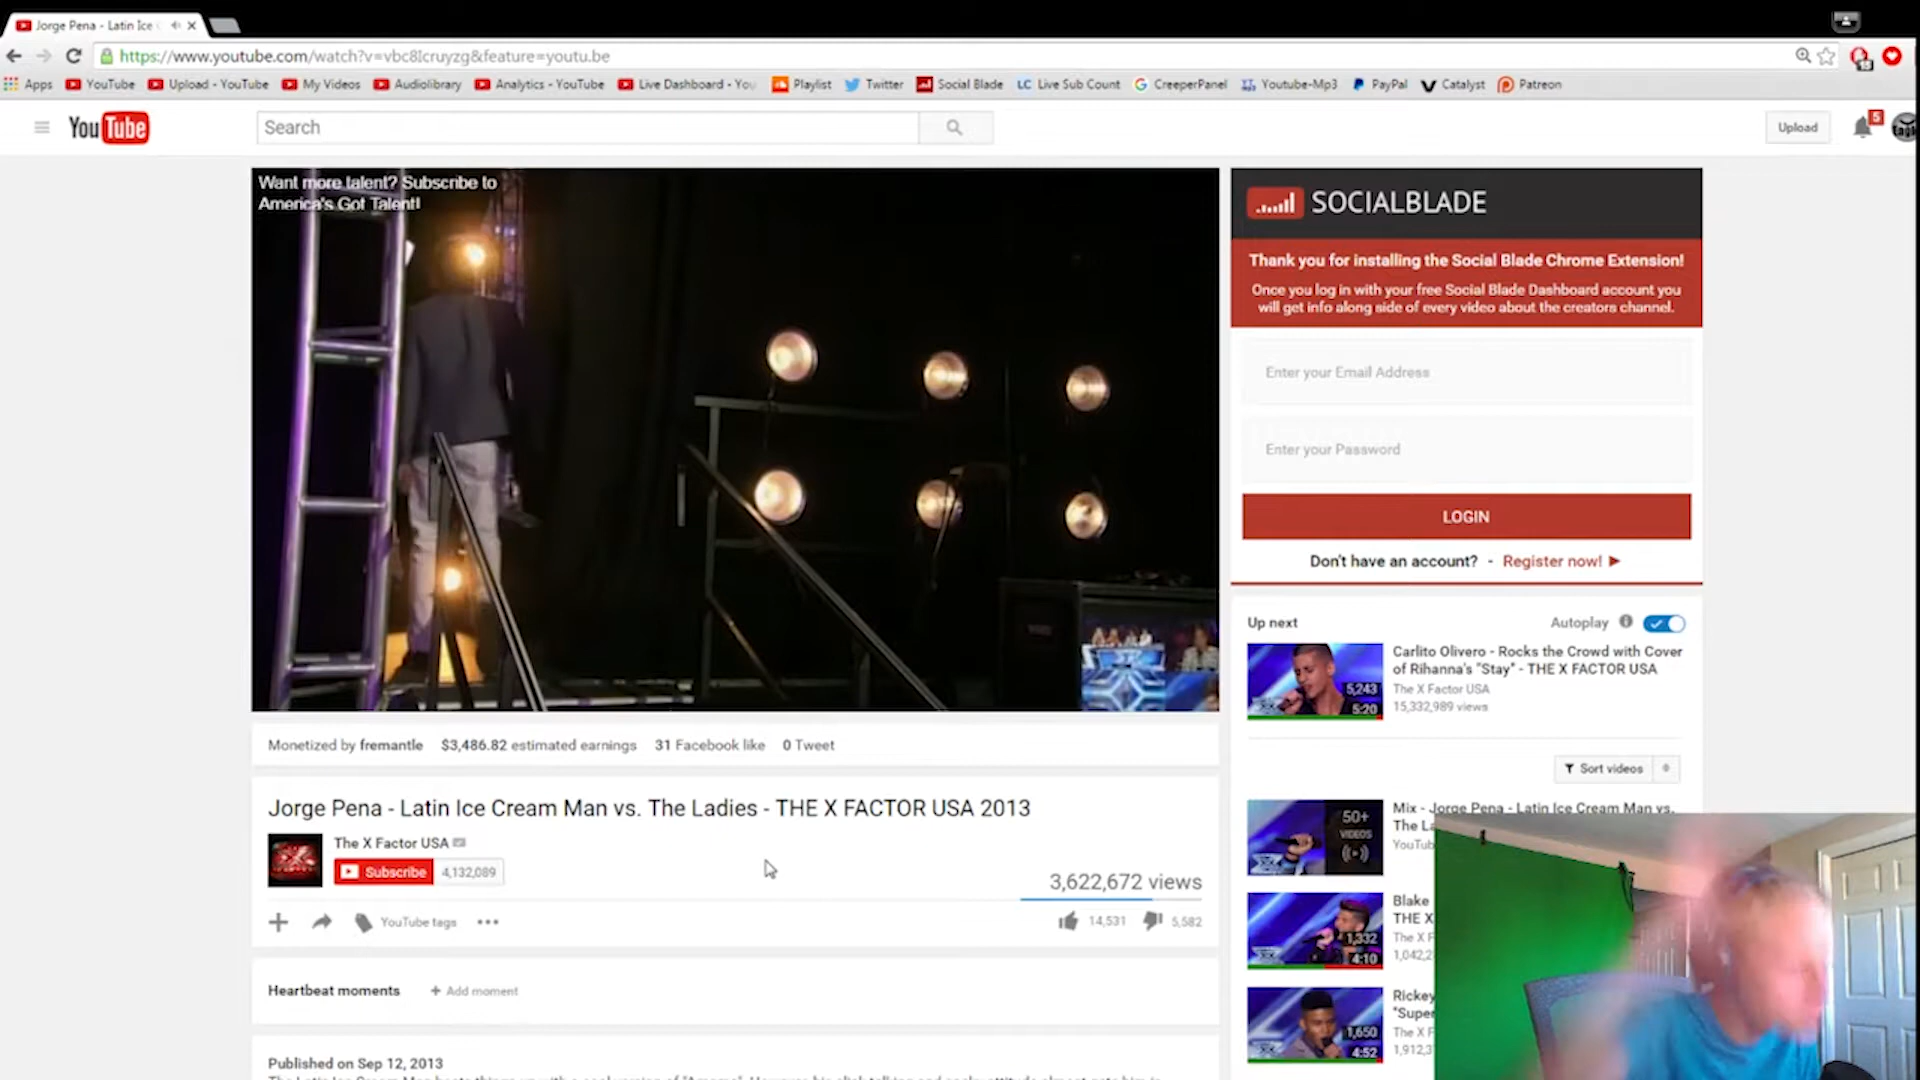 Jorge Pena - Latin Ice
https://www.youtube.com/watch?v=vbc8Icruyzg&feature=youtu.be
Apps YouTube Upload - YouTube My Videos Audiolibrary Analytics - YouTube Live Dashboard - You Playlist Twitter Social Blade LC Live Sub Count CreeperPanel Youtube-Mp3 PayPal Catalyst Patreon
YouTube Search Upload 5
Want more talent? Subscribe to
America's Got Talent!
SOCIALBLADE
Thank you for installing the Social Blade Chrome Extension!
Once you log in with your free Social Blade Dashboard account you
will get info along side of every video about the creators channel.
Enter your Email Address
Enter your Password
LOGIN
Don't have an account? - Register now!
Up next Autoplay
Carlito Olivero - Rocks the Crowd with Cover
of Rihanna's "Stay" - THE X FACTOR USA
The X Factor USA
15,332,989 views
5,243
5:20
Sort videos
Monetized by fremantle $3,486.82 estimated earnings 31 Facebook like 0 Tweet
Jorge Pena - Latin Ice Cream Man vs. The Ladies - THE X FACTOR USA 2013
The X Factor USA
Subscribe 4,132,089
3,622,672 views
YouTube tags 14,531 5,582
Heartbeat moments Add moment
Published on Sep 12, 2013
Mix - Jorge Pena - Latin Ice Cream Man vs.
The La
YouTub
50+
VIDEOS
Blake
THE X
The X F
1,042,2
1,332
4:10
Rickey
"Super
The X F
1,912,3
1,650
4:52